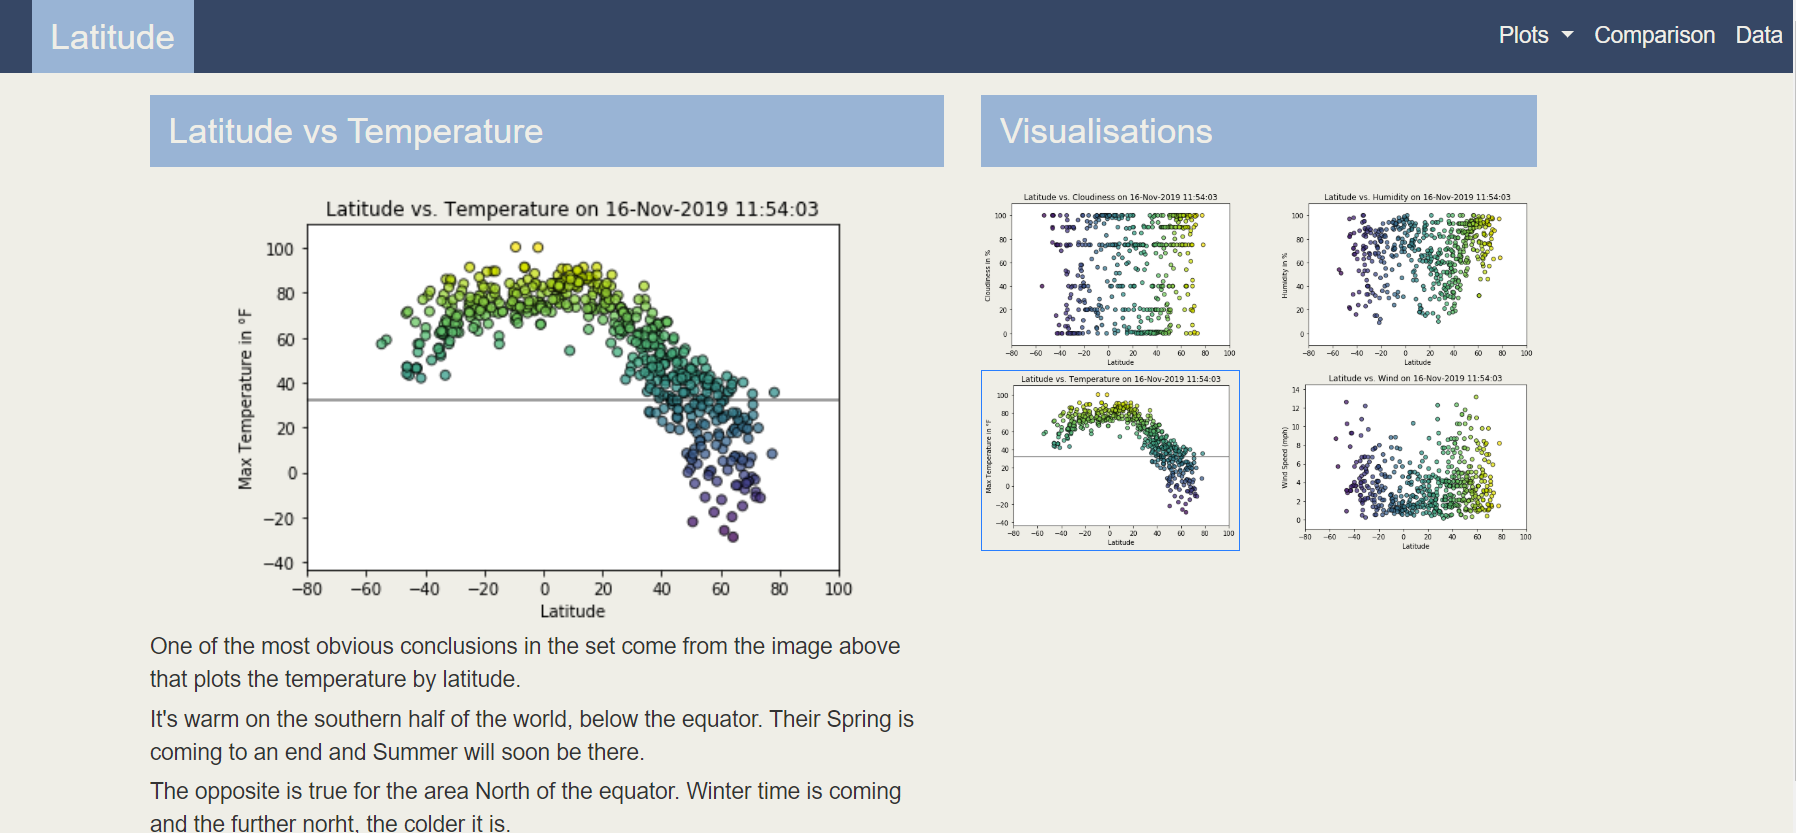 Latitude
Plots
Comparison
Data
Latitude vs Temperature
Latitude vs. Temperature on 16-Nov-2019 11:54:03
Max Temperature in °F
100
80
60
40
20
0
−20
−40
−80 −60 −40 −20 0 20 40 60 80 100
Latitude
One of the most obvious conclusions in the set come from the image above
that plots the temperature by latitude.
It's warm on the southern half of the world, below the equator. Their Spring is
coming to an end and Summer will soon be there.
The opposite is true for the area North of the equator. Winter time is coming
and the further norht, the colder it is.
Visualisations
Latitude vs. Cloudiness on 16-Nov-2019 11:54:03
Cloudiness in %
100
80
60
40
20
0
−80 −60 −40 −20 0 20 40 60 80 100
Latitude
Latitude vs. Humidity on 16-Nov-2019 11:54:03
Humidity in %
100
80
60
40
20
0
−80 −60 −40 −20 0 20 40 60 80 100
Latitude
Latitude vs. Temperature on 16-Nov-2019 11:54:03
Max Temperature in °F
100
80
60
40
20
0
−20
−40
−80 −60 −40 −20 0 20 40 60 80 100
Latitude
Latitude vs. Wind on 16-Nov-2019 11:54:03
Wind Speed (mph)
14
12
10
8
6
4
2
0
−80 −60 −40 −20 0 20 40 60 80 100
Latitude